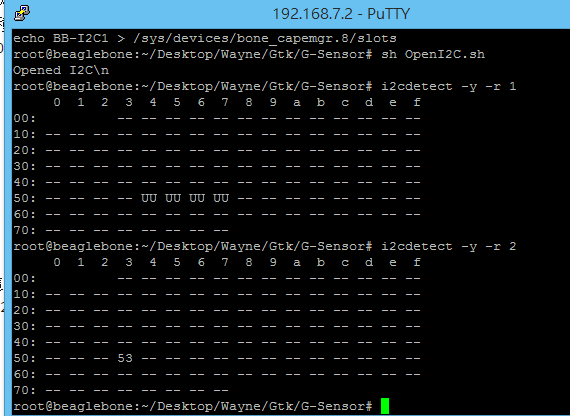 192.168.7.2 - PuTTY
echo BB-I2C1 > /sys/devices/bone_capemgr.8/slots
root@beaglebone:~/Desktop/Wayne/Gtk/G-Sensor# sh OpenI2C.sh
Opened I2C\n
root@beaglebone:~/Desktop/Wayne/Gtk/G-Sensor# i2cdetect -y -r 1
     0  1  2  3  4  5  6  7  8  9  a  b  c  d  e  f
00:          -- -- -- -- -- -- -- -- -- -- -- -- --
10: -- -- -- -- -- -- -- -- -- -- -- -- -- -- -- --
20: -- -- -- -- -- -- -- -- -- -- -- -- -- -- -- --
30: -- -- -- -- -- -- -- -- -- -- -- -- -- -- -- --
40: -- -- -- -- -- -- -- -- -- -- -- -- -- -- -- --
50: -- -- -- -- UU UU UU UU -- -- -- -- -- -- -- --
60: -- -- -- -- -- -- -- -- -- -- -- -- -- -- -- --
70: -- -- -- -- -- -- -- --
root@beaglebone:~/Desktop/Wayne/Gtk/G-Sensor# i2cdetect -y -r 2
     0  1  2  3  4  5  6  7  8  9  a  b  c  d  e  f
00:          -- -- -- -- -- -- -- -- -- -- -- -- --
10: -- -- -- -- -- -- -- -- -- -- -- -- -- -- -- --
20: -- -- -- -- -- -- -- -- -- -- -- -- -- -- -- --
30: -- -- -- -- -- -- -- -- -- -- -- -- -- -- -- --
40: -- -- -- -- -- -- -- -- -- -- -- -- -- -- -- --
50: -- -- -- 53 -- -- -- -- -- -- -- -- -- -- -- --
60: -- -- -- -- -- -- -- -- -- -- -- -- -- -- -- --
70: -- -- -- -- -- -- -- --
root@beaglebone:~/Desktop/Wayne/Gtk/G-Sensor#